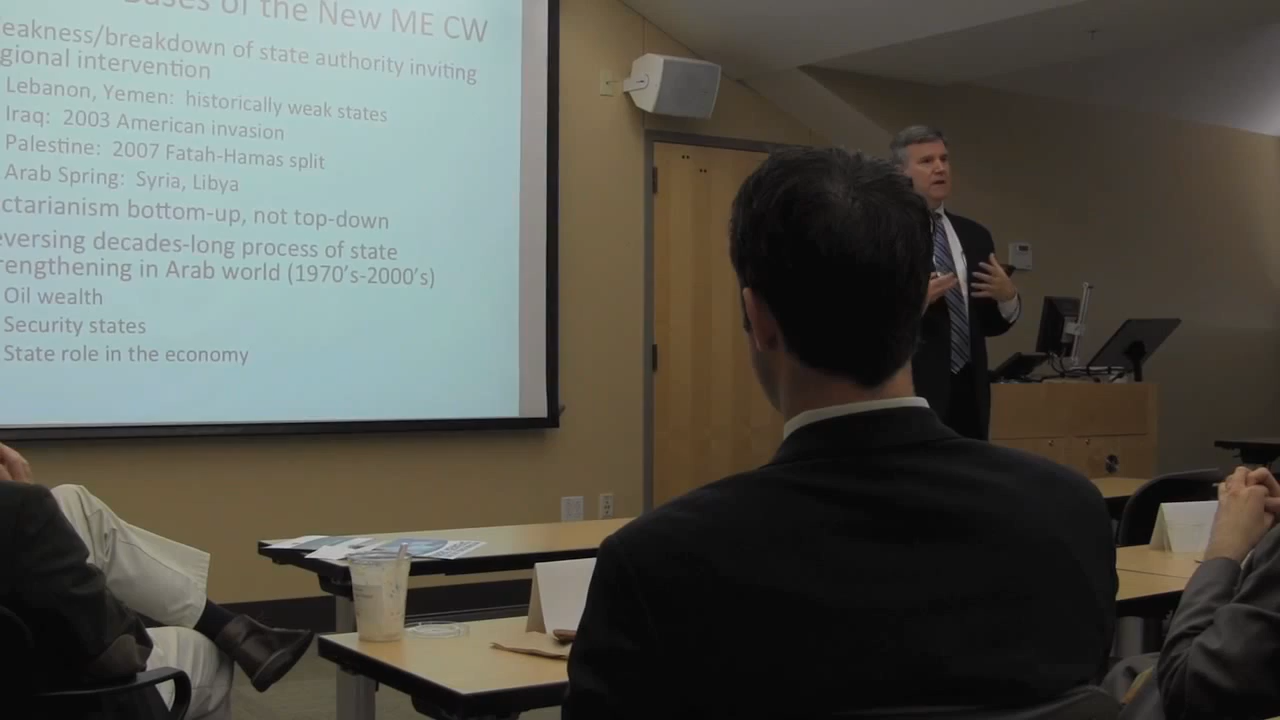 Bases of the New ME CW
eakness/breakdown of state authority inviting
gional intervention
Lebanon, Yemen: historically weak states
Iraq: 2003 American invasion
Palestine: 2007 Fatah-Hamas split
Arab Spring: Syria, Libya
ctarianism bottom-up, not top-down
eversing decades-long process of state
rengthening in Arab world (1970's-2000's)
Oil wealth
Security states
State role in the economy